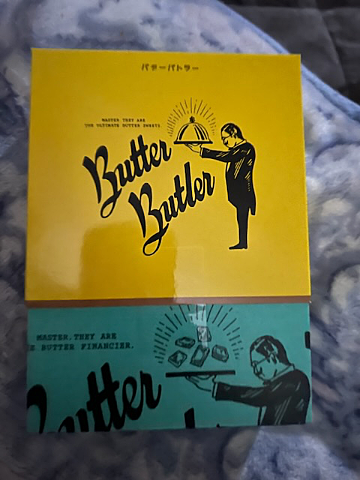 バターバトラー
MASTER.THEY ARE
THE ULTIMATE BUTTER SWEETS
Butter
Butler
MASTER.THEY ARE
E BUTTER FINANCIER.
Butter